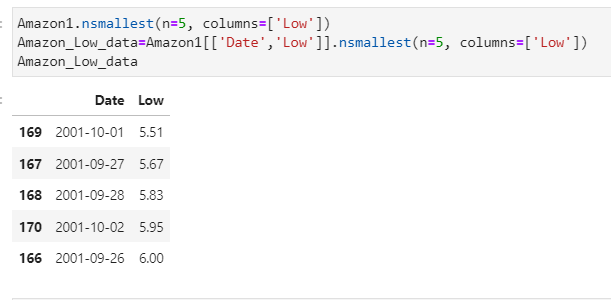 Amazon1.nsmallest(n=5, columns=['Low'])
Amazon_Low_data=Amazon1[['Date','Low']].nsmallest(n=5, columns=['Low'])
Amazon_Low_data
Date Low
169 2001-10-01 5.51
167 2001-09-27 5.67
168 2001-09-28 5.83
170 2001-10-02 5.95
166 2001-09-26 6.00